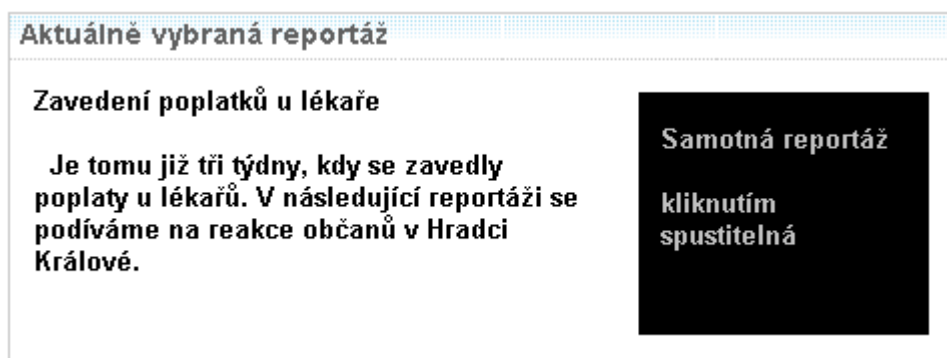 Aktuálně vybraná reportáž
Zavedení poplatků u lékaře
Je tomu již tři týdny, kdy se zavedly
poplaty u lékařů. V následující reportáži se
podíváme na reakce občanů v Hradci
Králové.
Samotná reportáž
kliknutím
spustitelná